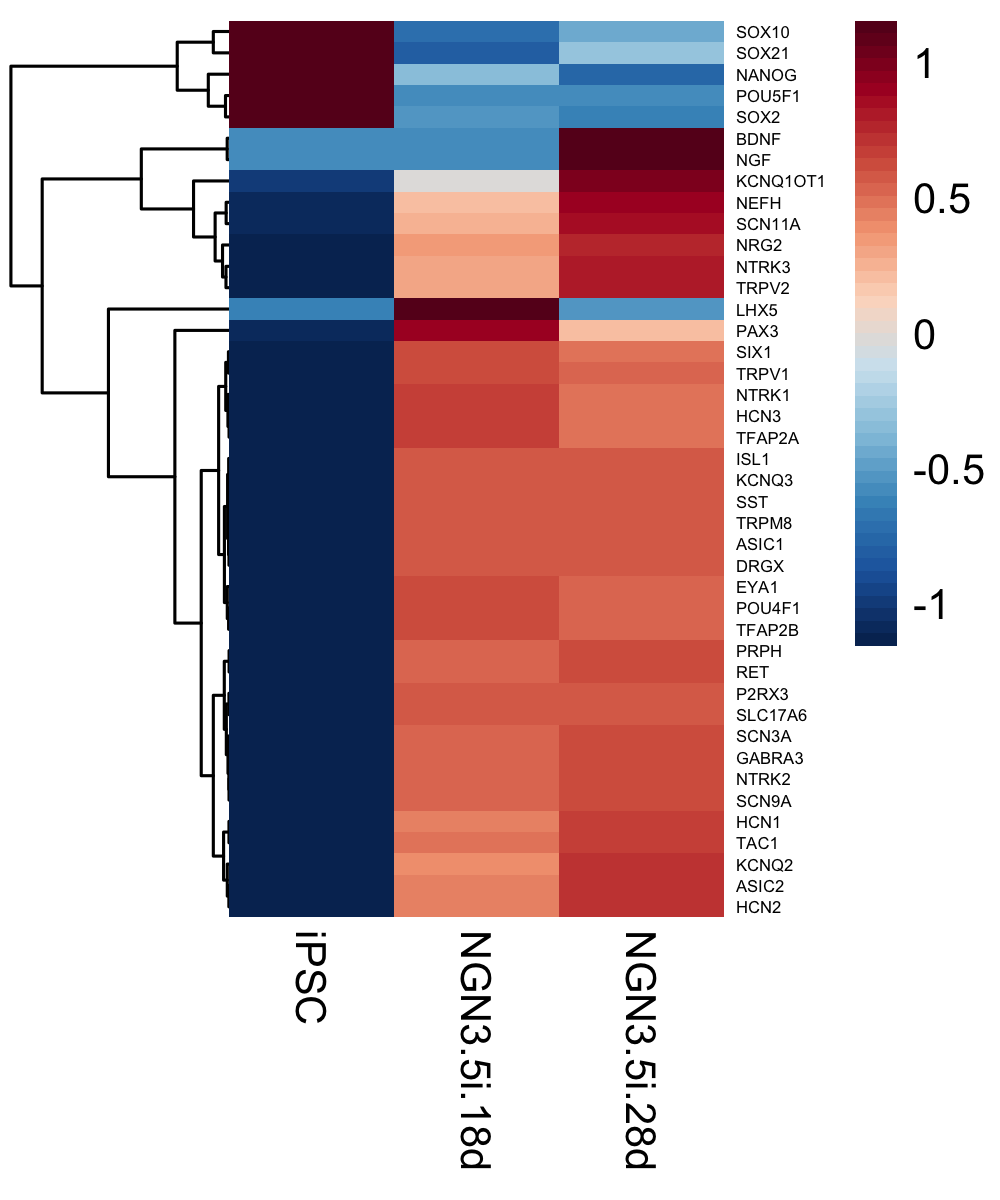 SOX10
SOX21
NANOG
POU5F1
SOX2
BDNF
NGF
KCNQ1OT1
NEFH
SCN11A
NRG2
NTRK3
TRPV2
LHX5
PAX3
SIX1
TRPV1
NTRK1
HCN3
TFAP2A
ISL1
KCNQ3
SST
TRPM8
ASIC1
DRGX
EYA1
POU4F1
TFAP2B
PRPH
RET
P2RX3
SLC17A6
SCN3A
GABRA3
NTRK2
SCN9A
HCN1
TAC1
KCNQ2
ASIC2
HCN2
1
0.5
0
-0.5
-1
iPSC
NGN3.5i.18d
NGN3.5i.28d